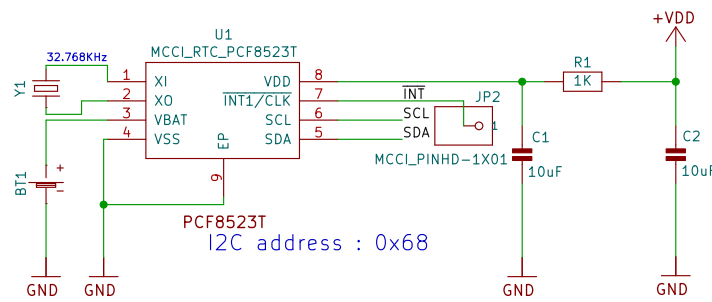 +VDD
U1
MCCI_RTC_PCF8523T
32.768KHz
R1
1K
Y1
1 XI VDD 8
2 XO INT1/CLK 7 INT
JP2
3 VBAT SCL 6 SCL
1
4 VSS SDA 5 SDA
EP
C1
C2
MCCI_PINHD-1X01
10uF
10uF
BT1
+
-
9
PCF8523T
I2C address : 0x68
GND
GND
GND
GND